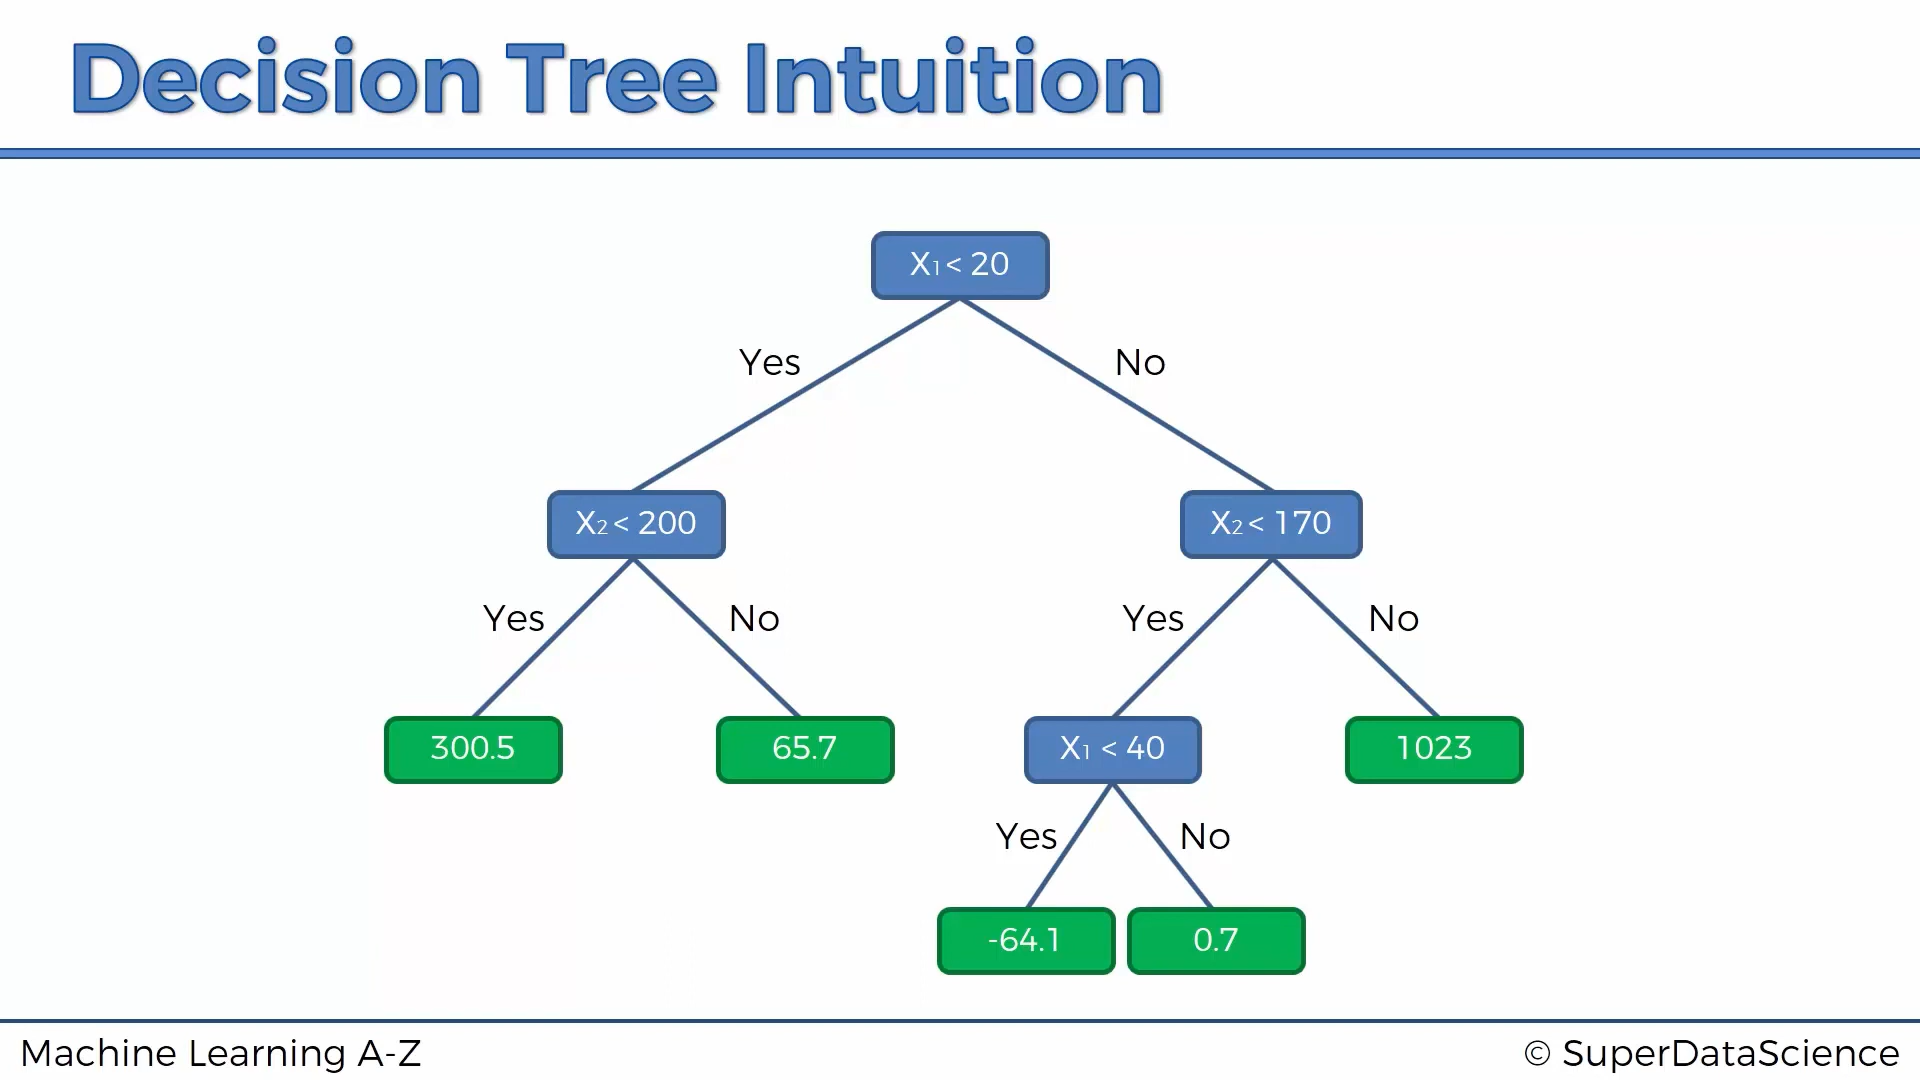 Decision Tree Intuition
X₁ < 20
Yes
No
X₂ < 200
X₂ < 170
Yes
No
Yes
No
300.5
65.7
X₁ < 40
1023
Yes
No
-64.1
0.7
Machine Learning A-Z
© SuperDataScience